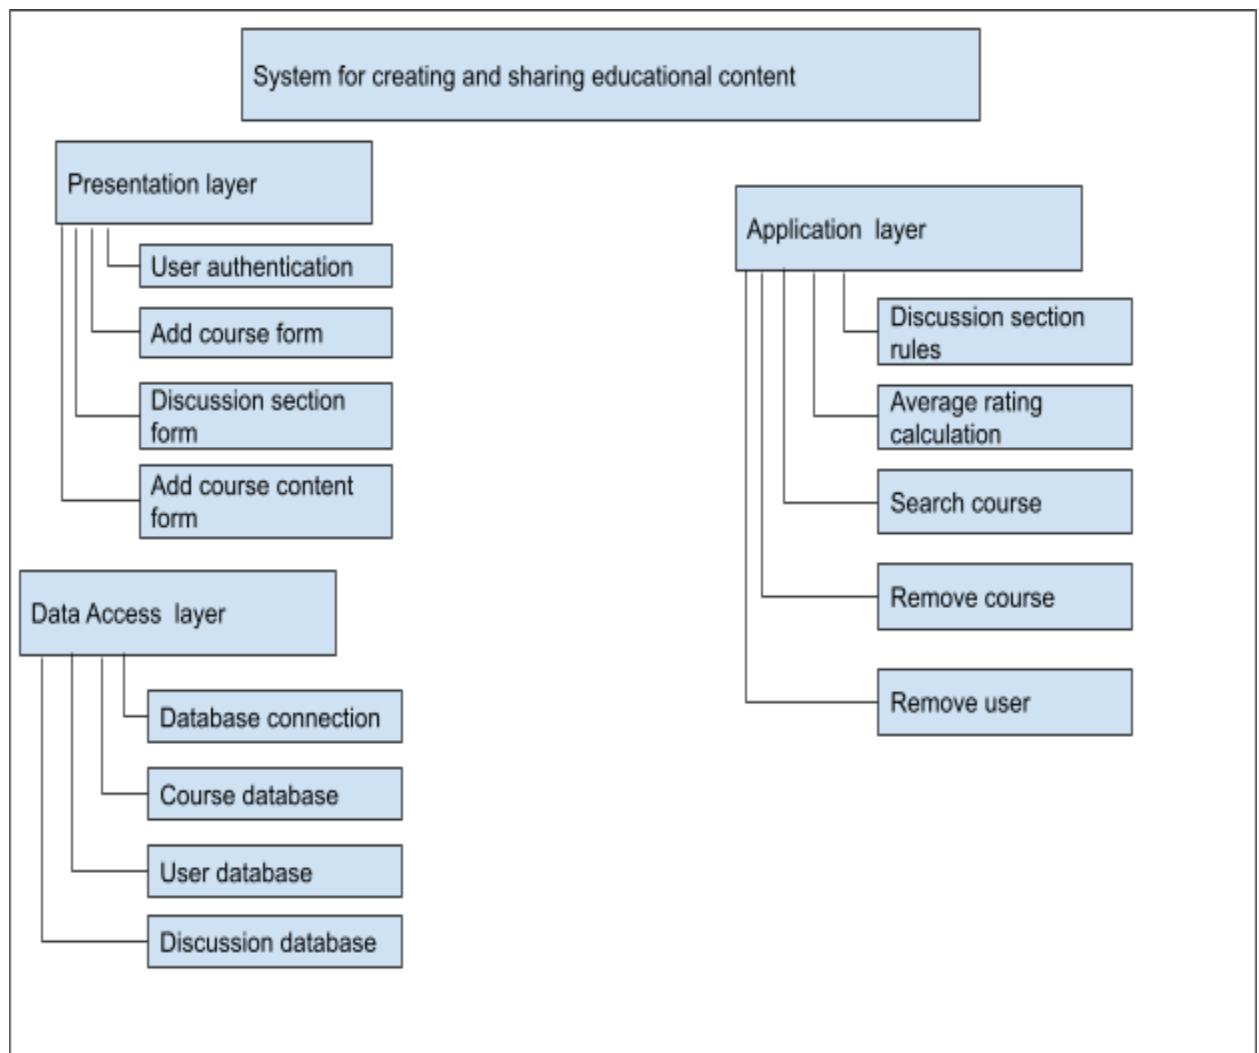 System for creating and sharing educational content
Presentation layer
User authentication
Add course form
Discussion section
form
Add course content
form
Data Access  layer
Database connection
Course database
User database
Discussion database
Application  layer
Discussion section
rules
Average rating
calculation
Search course
Remove course
Remove user